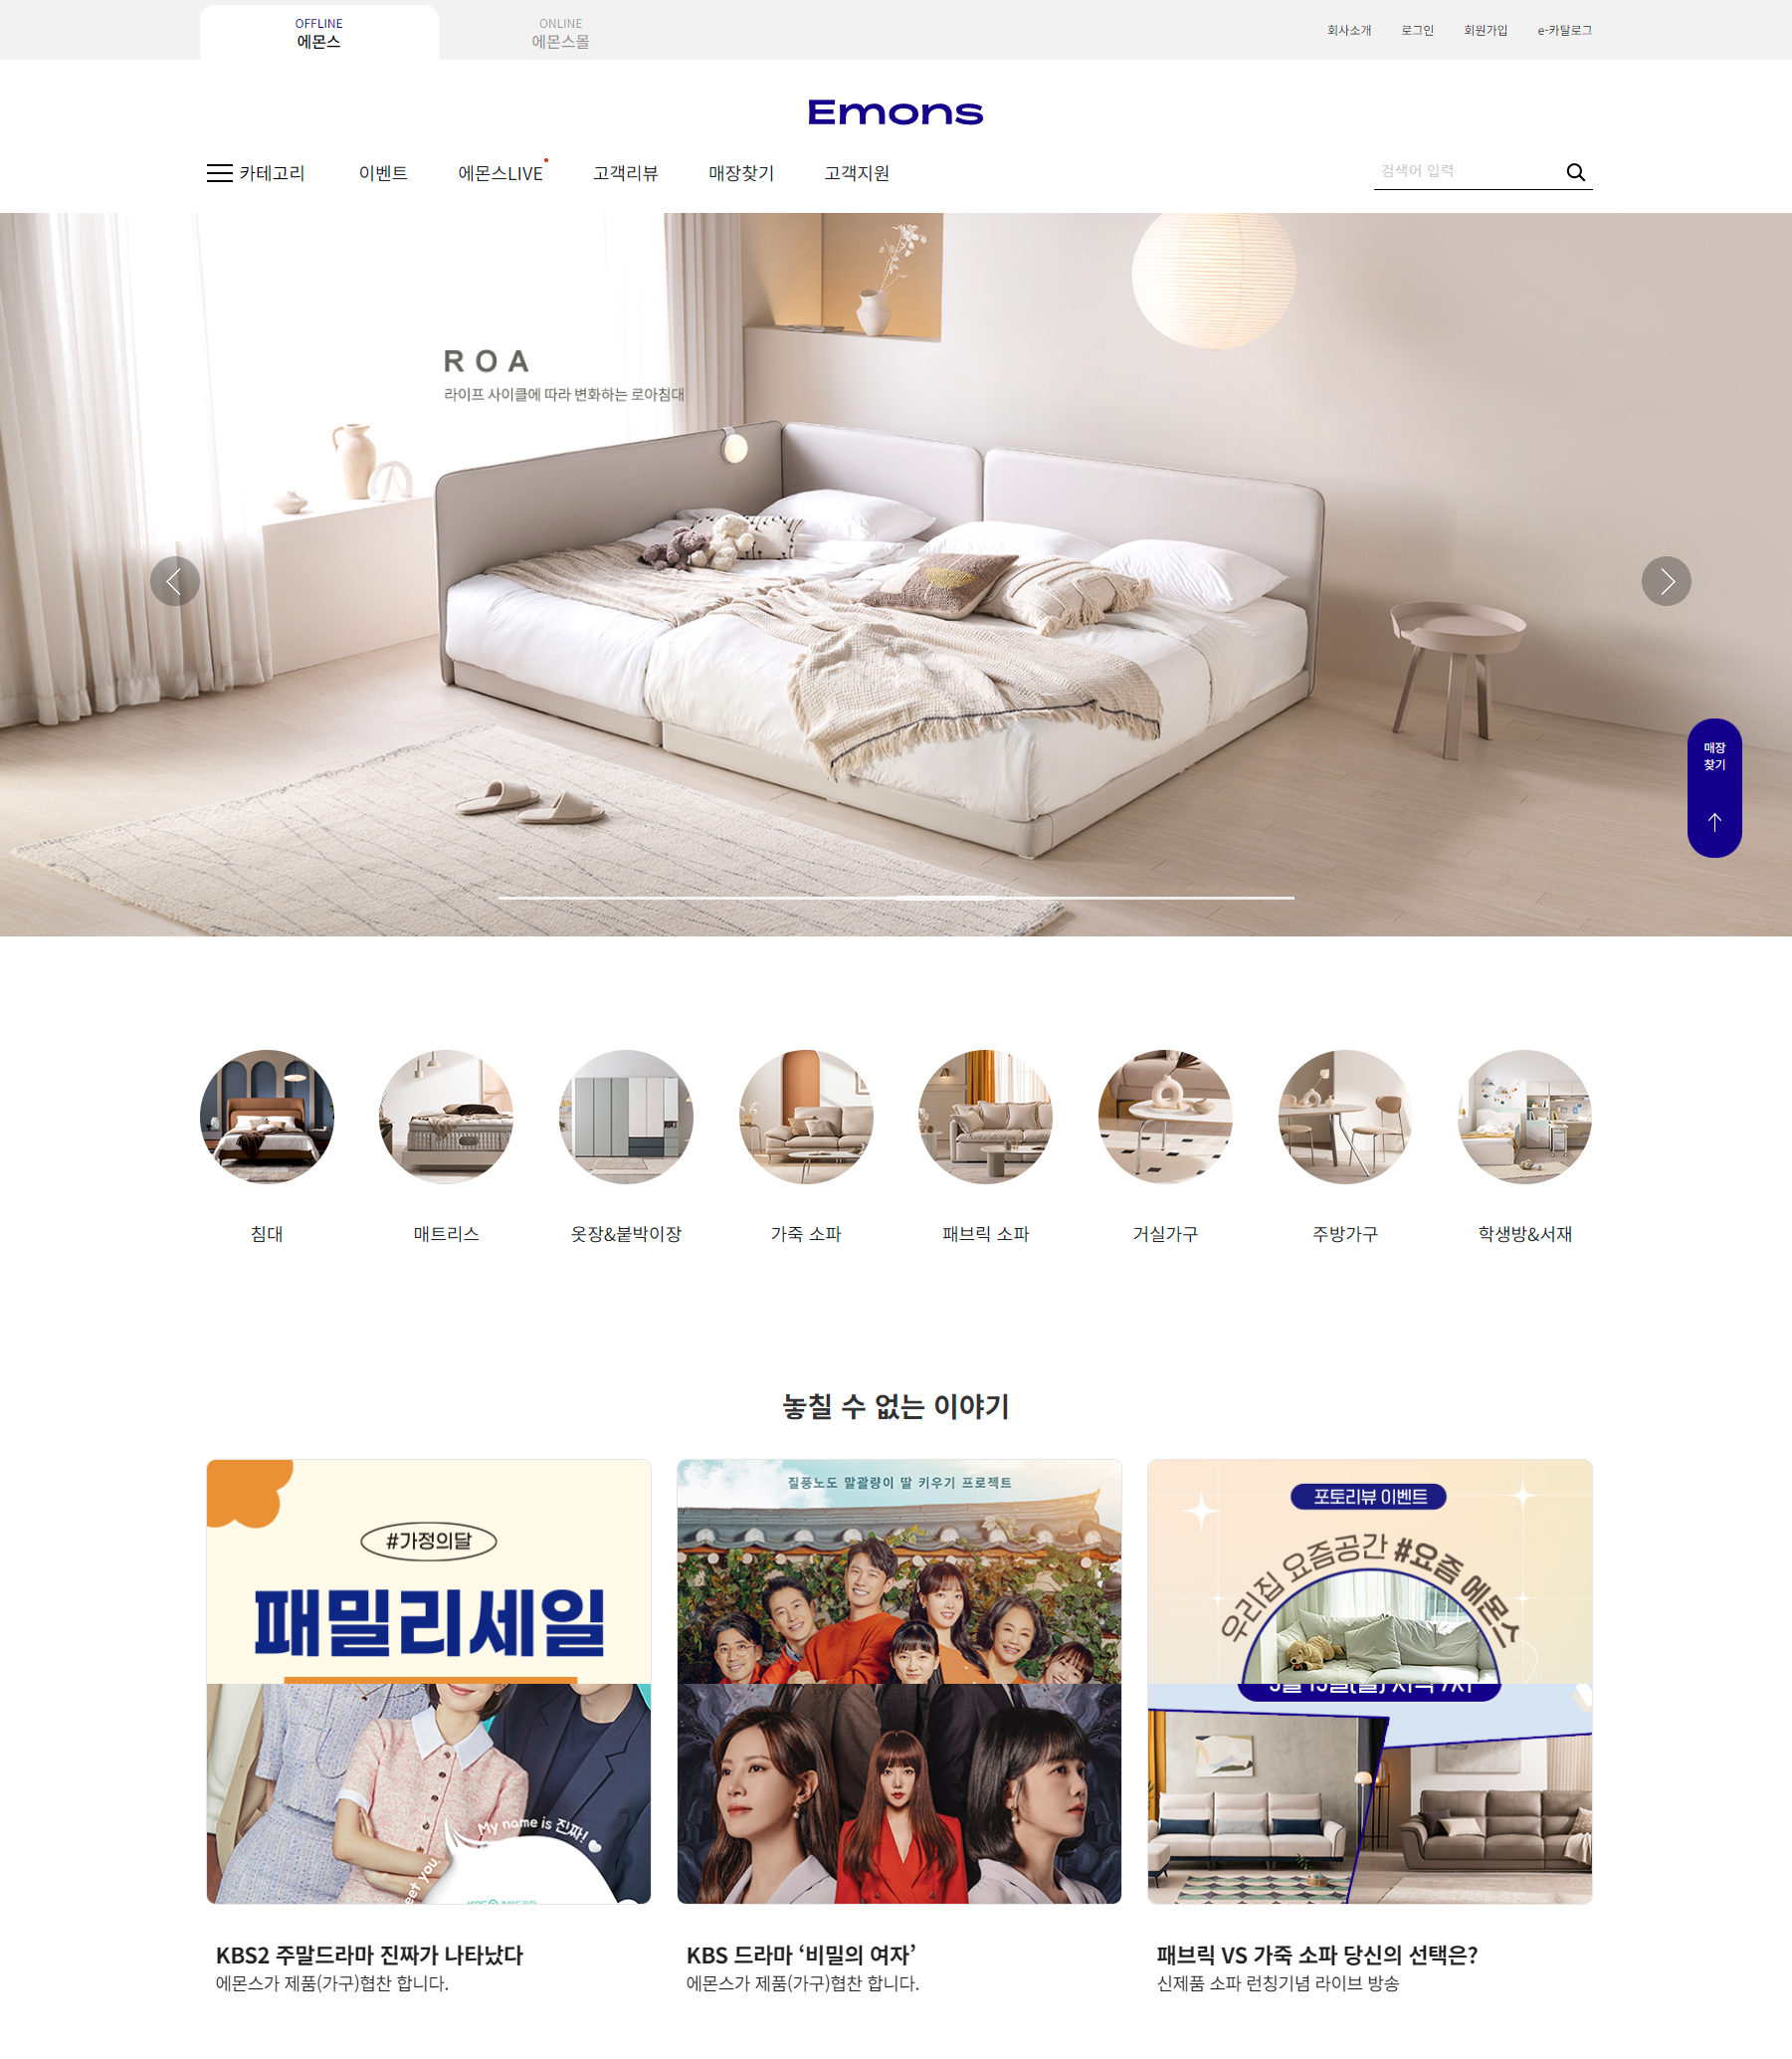 OFFLINE
에몬스
ONLINE
에몬스몰
회사소개 로그인 회원가입 e-카탈로그
Emons
카테고리 이벤트 에몬스LIVE 고객리뷰 매장찾기 고객지원
검색어 입력
ROA
라이프 사이클에 따라 변화하는 로아침대
매장
찾기
침대 매트리스 옷장&붙박이장 가죽 소파 패브릭 소파 거실가구 주방가구 학생방&서재
놓칠 수 없는 이야기
#가정의달
패밀리세일
My name is 진짜!
eet you.
질풍노도 말괄량이 딸 키우기 프로젝트
포토리뷰 이벤트
우리집 요즘공간 #요즘 에몬스
KBS2 주말드라마 진짜가 나타났다
에몬스가 제품(가구)협찬 합니다.
KBS 드라마 ‘비밀의 여자’
에몬스가 제품(가구)협찬 합니다.
패브릭 VS 가죽 소파 당신의 선택은?
신제품 소파 런칭기념 라이브 방송